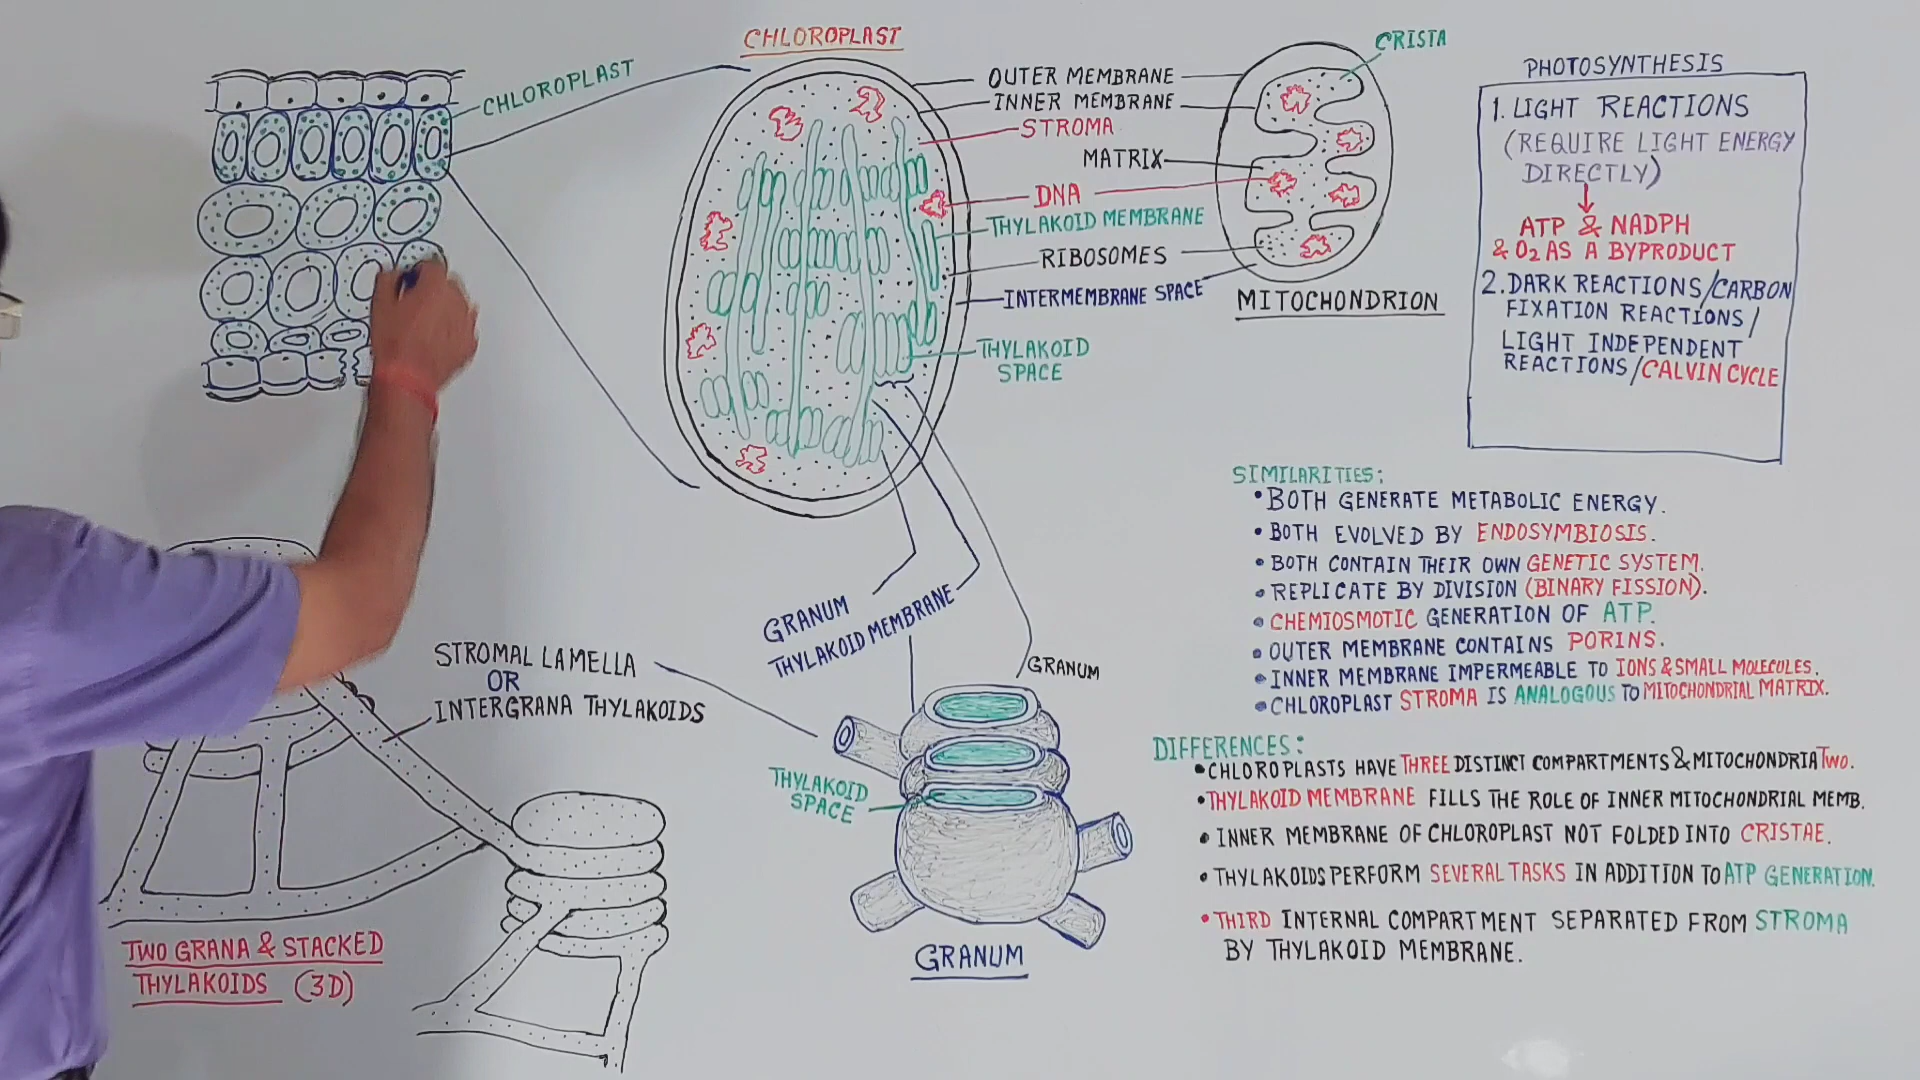 CHLOROPLAST
CHLOROPLAST
OUTER MEMBRANE
INNER MEMBRANE
STROMA
MATRIX
DNA
THYLAKOID MEMBRANE
RIBOSOMES
INTERMEMBRANE SPACE
THYLAKOID
SPACE
CRISTA
MITOCHONDRION
PHOTOSYNTHESIS
1. LIGHT REACTIONS
(REQUIRE LIGHT ENERGY
DIRECTLY)
ATP & NADPH
& O2 AS A BYPRODUCT
2. DARK REACTIONS/CARBON
FIXATION REACTIONS/
LIGHT INDEPENDENT
REACTIONS/CALVIN CYCLE
SIMILARITIES:
• BOTH GENERATE METABOLIC ENERGY.
• BOTH EVOLVED BY ENDOSYMBIOSIS.
• BOTH CONTAIN THEIR OWN GENETIC SYSTEM.
• REPLICATE BY DIVISION (BINARY FISSION).
• CHEMIOSMOTIC GENERATION OF ATP.
• OUTER MEMBRANE CONTAINS PORINS.
• INNER MEMBRANE IMPERMEABLE TO IONS & SMALL MOLECULES.
• CHLOROPLAST STROMA IS ANALOGOUS TO MITOCHONDRIAL MATRIX.
DIFFERENCES:
• CHLOROPLASTS HAVE THREE DISTINCT COMPARTMENTS & MITOCHONDRIA TWO.
• THYLAKOID MEMBRANE FILLS THE ROLE OF INNER MITOCHONDRIAL MEMB.
• INNER MEMBRANE OF CHLOROPLAST NOT FOLDED INTO CRISTAE.
• THYLAKOIDS PERFORM SEVERAL TASKS IN ADDITION TO ATP GENERATION.
• THIRD INTERNAL COMPARTMENT SEPARATED FROM STROMA
BY THYLAKOID MEMBRANE.
GRANUM
THYLAKOID MEMBRANE
GRANUM
STROMAL LAMELLA
OR
INTERGRANA THYLAKOIDS
THYLAKOID
SPACE
GRANUM
TWO GRANA & STACKED
THYLAKOIDS (3D)